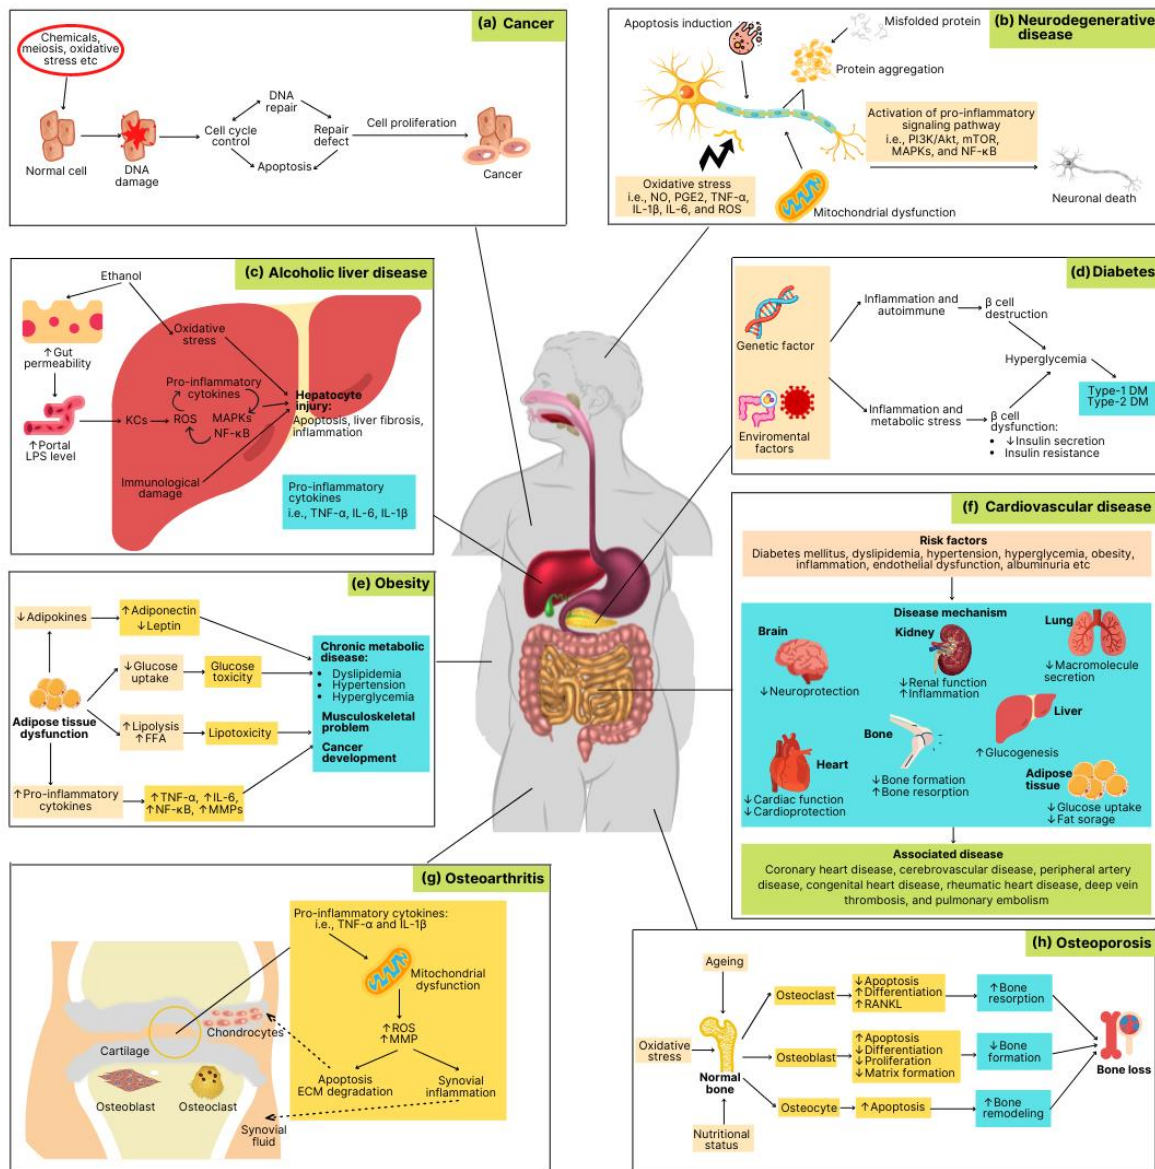 (a) Cancer
Chemicals,
meiosis, oxidative
stress etc
Normal cell
DNA
damage
Cell cycle
control
DNA
repair
Apoptosis
Repair
defect
Cell proliferation
Cancer
(b) Neurodegenerative
disease
Apoptosis induction
Misfolded protein
Protein aggregation
Activation of pro-inflammatory
signaling pathway
i.e., PI3K/Akt, mTOR,
MAPKs, and NF-κB
Oxidative stress
i.e., NO, PGE2, TNF-α,
IL-1β, IL-6, and ROS
Mitochondrial dysfunction
Neuronal death
(c) Alcoholic liver disease
Ethanol
↑Gut
permeability
↑Portal
LPS level
Oxidative
stress
Pro-inflammatory
cytokines
KCs
ROS
MAPKs
NF-κB
Hepatocyte
injury:
Apoptosis, liver fibrosis,
inflammation
Immunological
damage
Pro-inflammatory
cytokines
i.e., TNF-α, IL-6, IL-1β
(d) Diabetes
Genetic factor
Enviromental
factors
Inflammation and
autoimmune
β cell
destruction
Hyperglycemia
Type-1 DM
Type-2 DM
Inflammation and
metabolic stress
β cell
dysfunction:
• ↓Insulin secretion
• Insulin resistance
(e) Obesity
↓Adipokines
↑Adiponectin
↓Leptin
↓Glucose
uptake
Glucose
toxicity
Adipose tissue
dysfunction
↑Lipolysis
↑FFA
Lipotoxicity
↑Pro-inflammatory
cytokines
↑TNF-α, ↑IL-6,
↑NF-κB, ↑MMPs
Chronic metabolic
disease:
• Dyslipidemia
• Hypertension
• Hyperglycemia
Musculoskeletal
problem
Cancer
development
(f) Cardiovascular disease
Risk factors
Diabetes mellitus, dyslipidemia, hypertension, hyperglycemia, obesity,
inflammation, endothelial dysfunction, albuminuria etc
Disease mechanism
Brain
↓Neuroprotection
Kidney
↓Renal function
↑Inflammation
Lung
↓Macromolecule
secretion
Liver
↑Glucogenesis
Bone
↓Bone formation
↑Bone resorption
Heart
↓Cardiac function
↓Cardioprotection
Adipose
tissue
↓Glucose uptake
↓Fat sorage
Associated disease
Coronary heart disease, cerebrovascular disease, peripheral artery
disease, congenital heart disease, rheumatic heart disease, deep vein
thrombosis, and pulmonary embolism
(g) Osteoarthritis
Pro-inflammatory cytokines:
i.e., TNF-α and IL-1β
Mitochondrial
dysfunction
↑ROS
↑MMP
Apoptosis
ECM degradation
Synovial
inflammation
Chondrocytes
Cartilage
Osteoblast
Osteoclast
Synovial
fluid
(h) Osteoporosis
Ageing
Oxidative
stress
Normal
bone
Nutritional
status
Osteoclast
↓Apoptosis
↑Differentiation
↑RANKL
↑Bone
resorption
Osteoblast
↑Apoptosis
↓Differentiation
↓Proliferation
↓Matrix formation
↓Bone
formation
Osteocyte
↑Apoptosis
↑Bone
remodeling
Bone loss